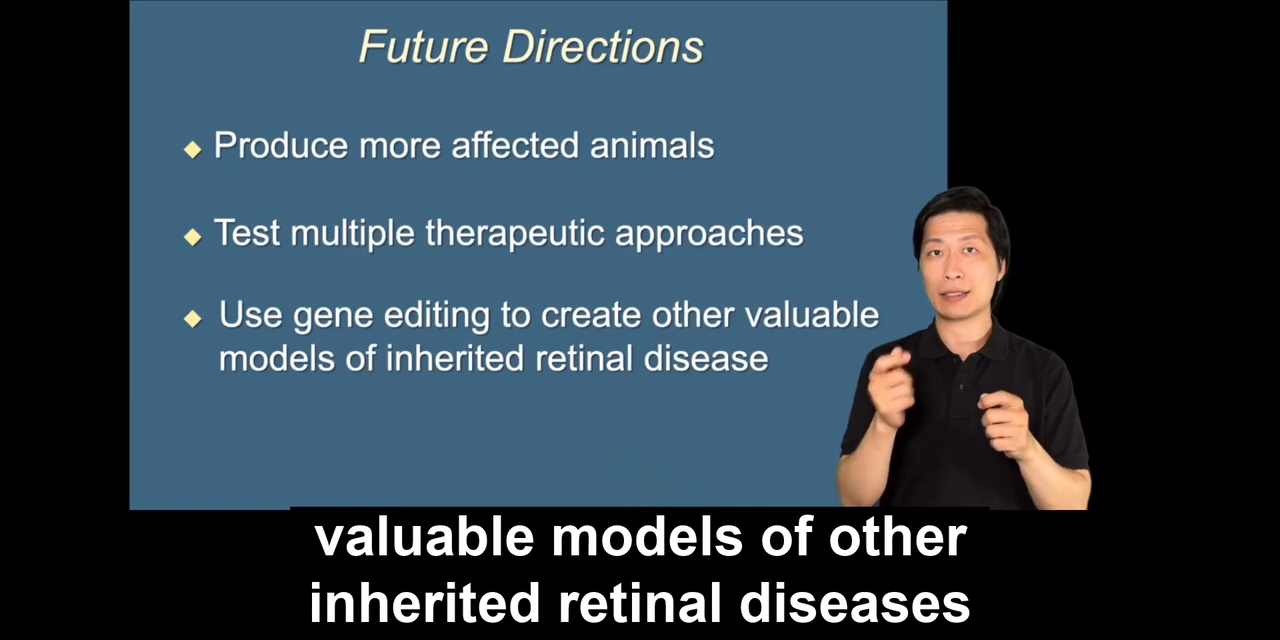 Future Directions
Produce more affected animals
Test multiple therapeutic approaches
Use gene editing to create other valuable
models of inherited retinal disease
valuable models of other
inherited retinal diseases